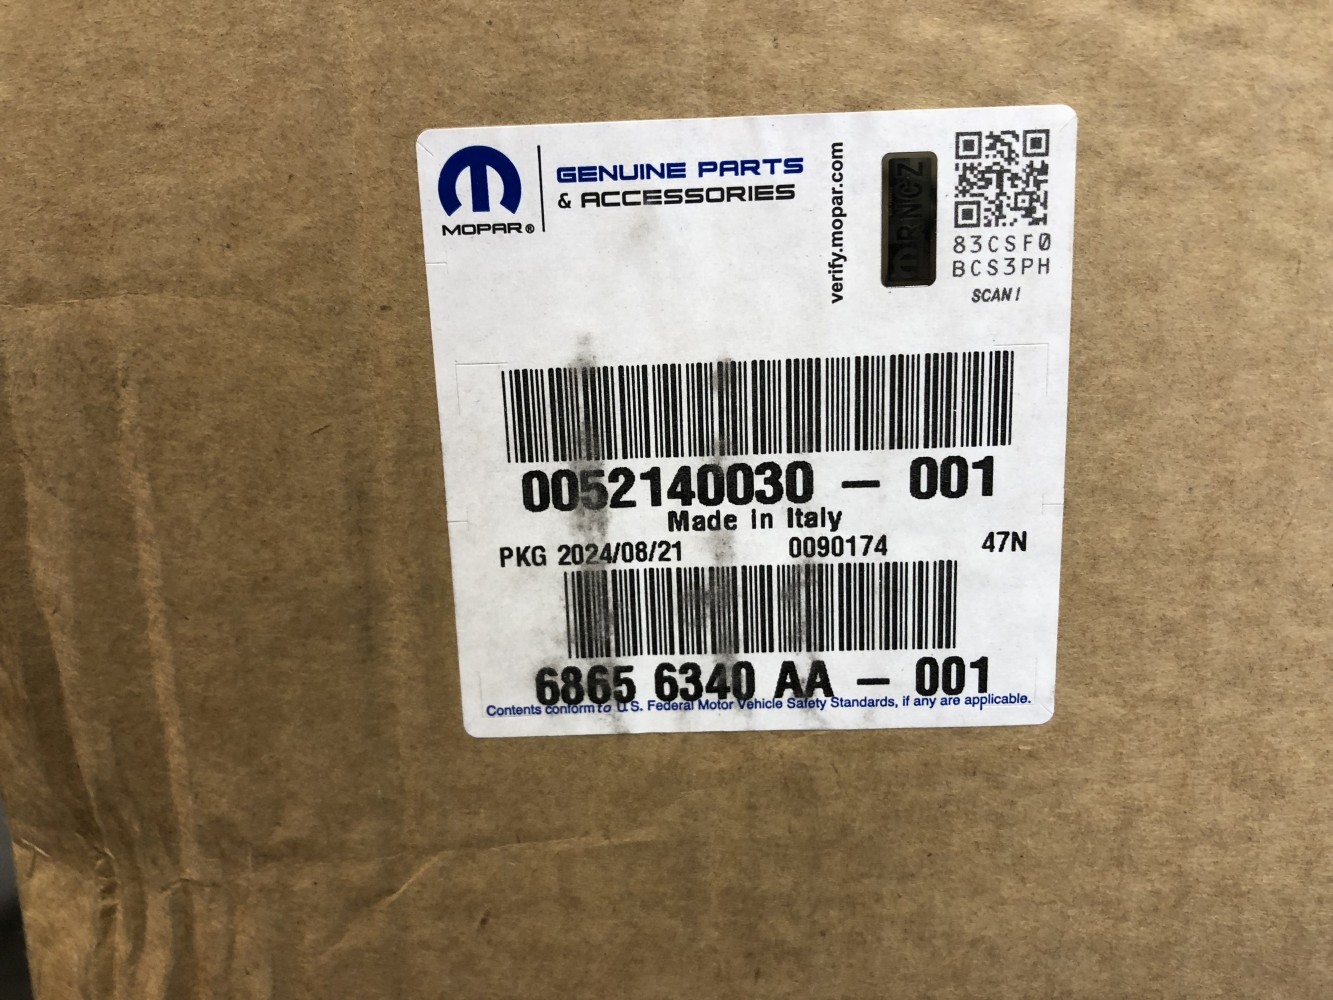 MOPAR®
GENUINE PARTS
& ACCESSORIES
verify.mopar.com
RNCZ
83CSF0
BCS3PH
SCAN!
0052140030 — 001
Made in Italy
PKG 2024/08/21 0090174 47N
6865 6340 AA — 001
Contents conform to U.S. Federal Motor Vehicle Safety Standards, if any are applicable.